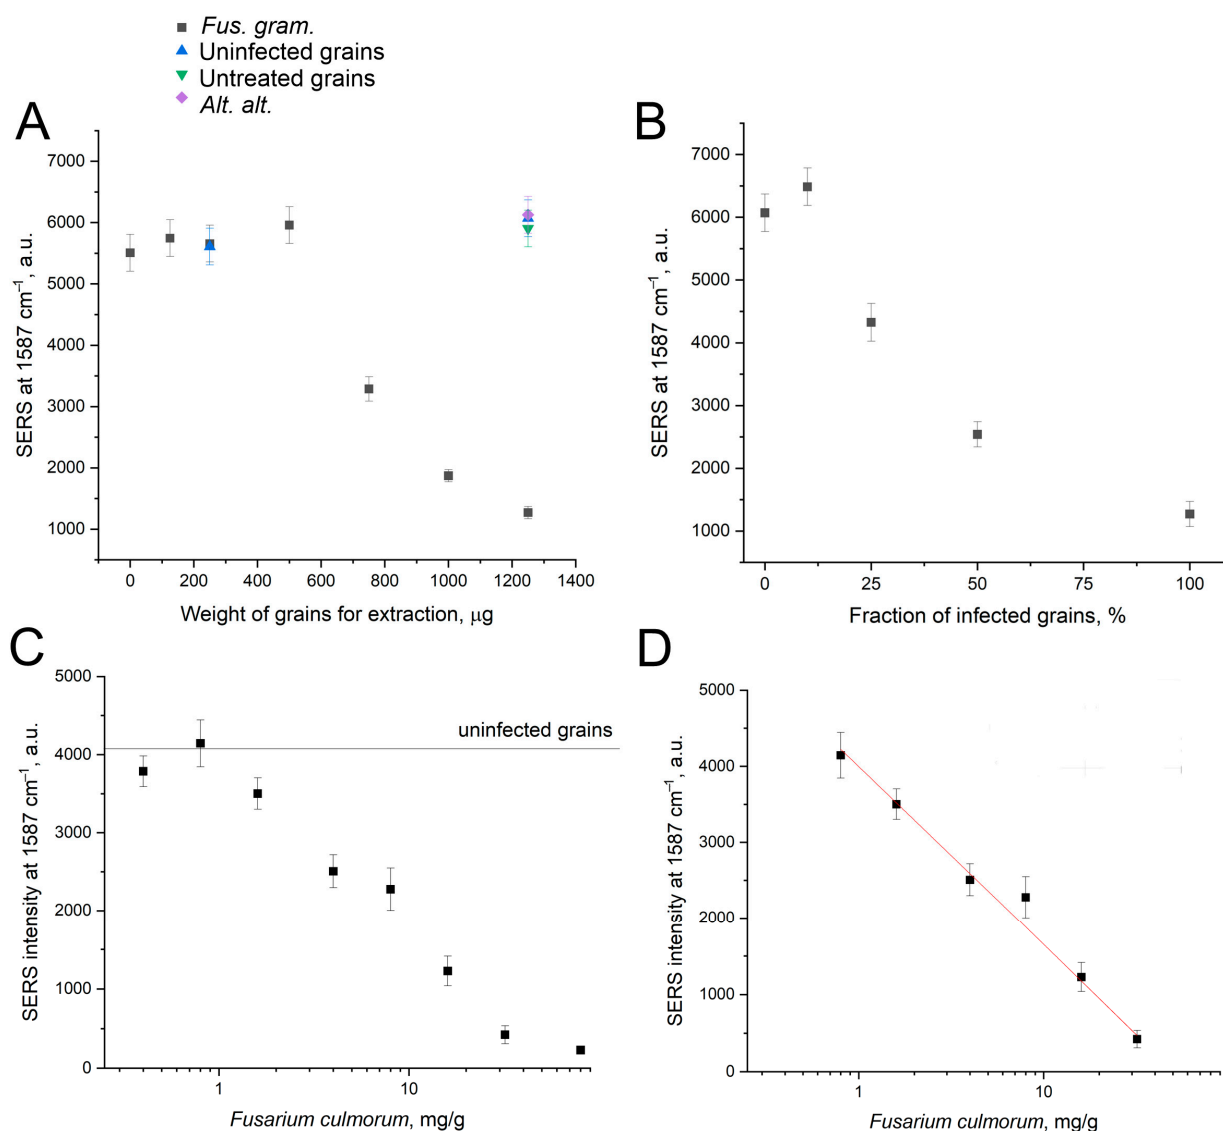 Fus. gram.
Uninfected grains
Untreated grains
Alt. alt.
A
7000
6000
5000
4000
3000
2000
1000
SERS at 1587 cm⁻¹, a.u.
0 200 400 600 800 1000 1200 1400
Weight of grains for extraction, μg
B
7000
6000
5000
4000
3000
2000
1000
SERS at 1587 cm⁻¹, a.u.
0 25 50 75 100
Fraction of infected grains, %
C
5000
4000
3000
2000
1000
0
SERS intensity at 1587 cm⁻¹, a.u.
uninfected grains
1 10
Fusarium culmorum, mg/g
D
5000
4000
3000
2000
1000
0
SERS intensity at 1587 cm⁻¹, a.u.
1 10
Fusarium culmorum, mg/g